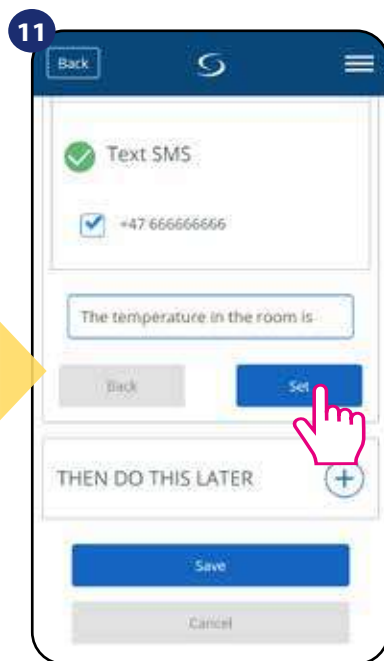 11
Back
Text SMS
+47 666666666
The temperature in the room is
Back
Set
THEN DO THIS LATER
Save
Cancel